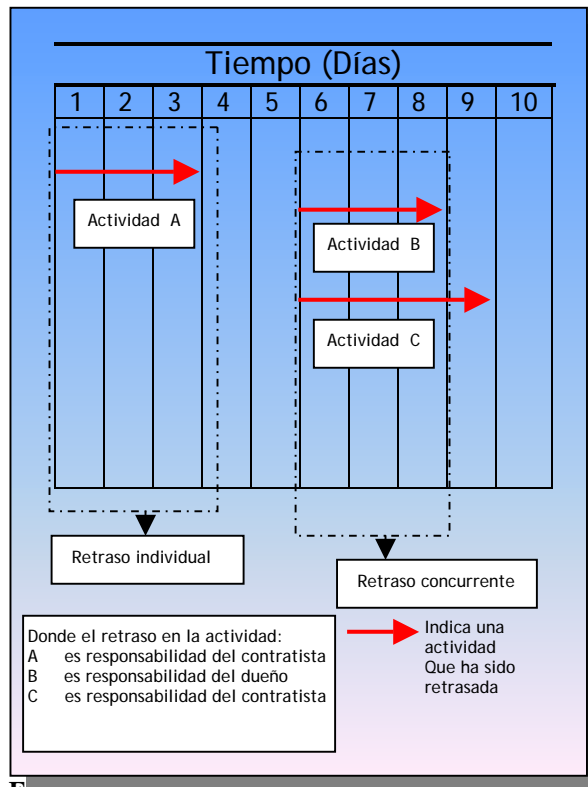 Tiempo (Días)
1 2 3 4 5 6 7 8 9 10
Actividad A
Actividad B
Actividad C
Retraso individual
Retraso concurrente
Donde el retraso en la actividad:
A es responsabilidad del contratista
B es responsabilidad del dueño
C es responsabilidad del contratista
Indica una
actividad
Que ha sido
retrasada